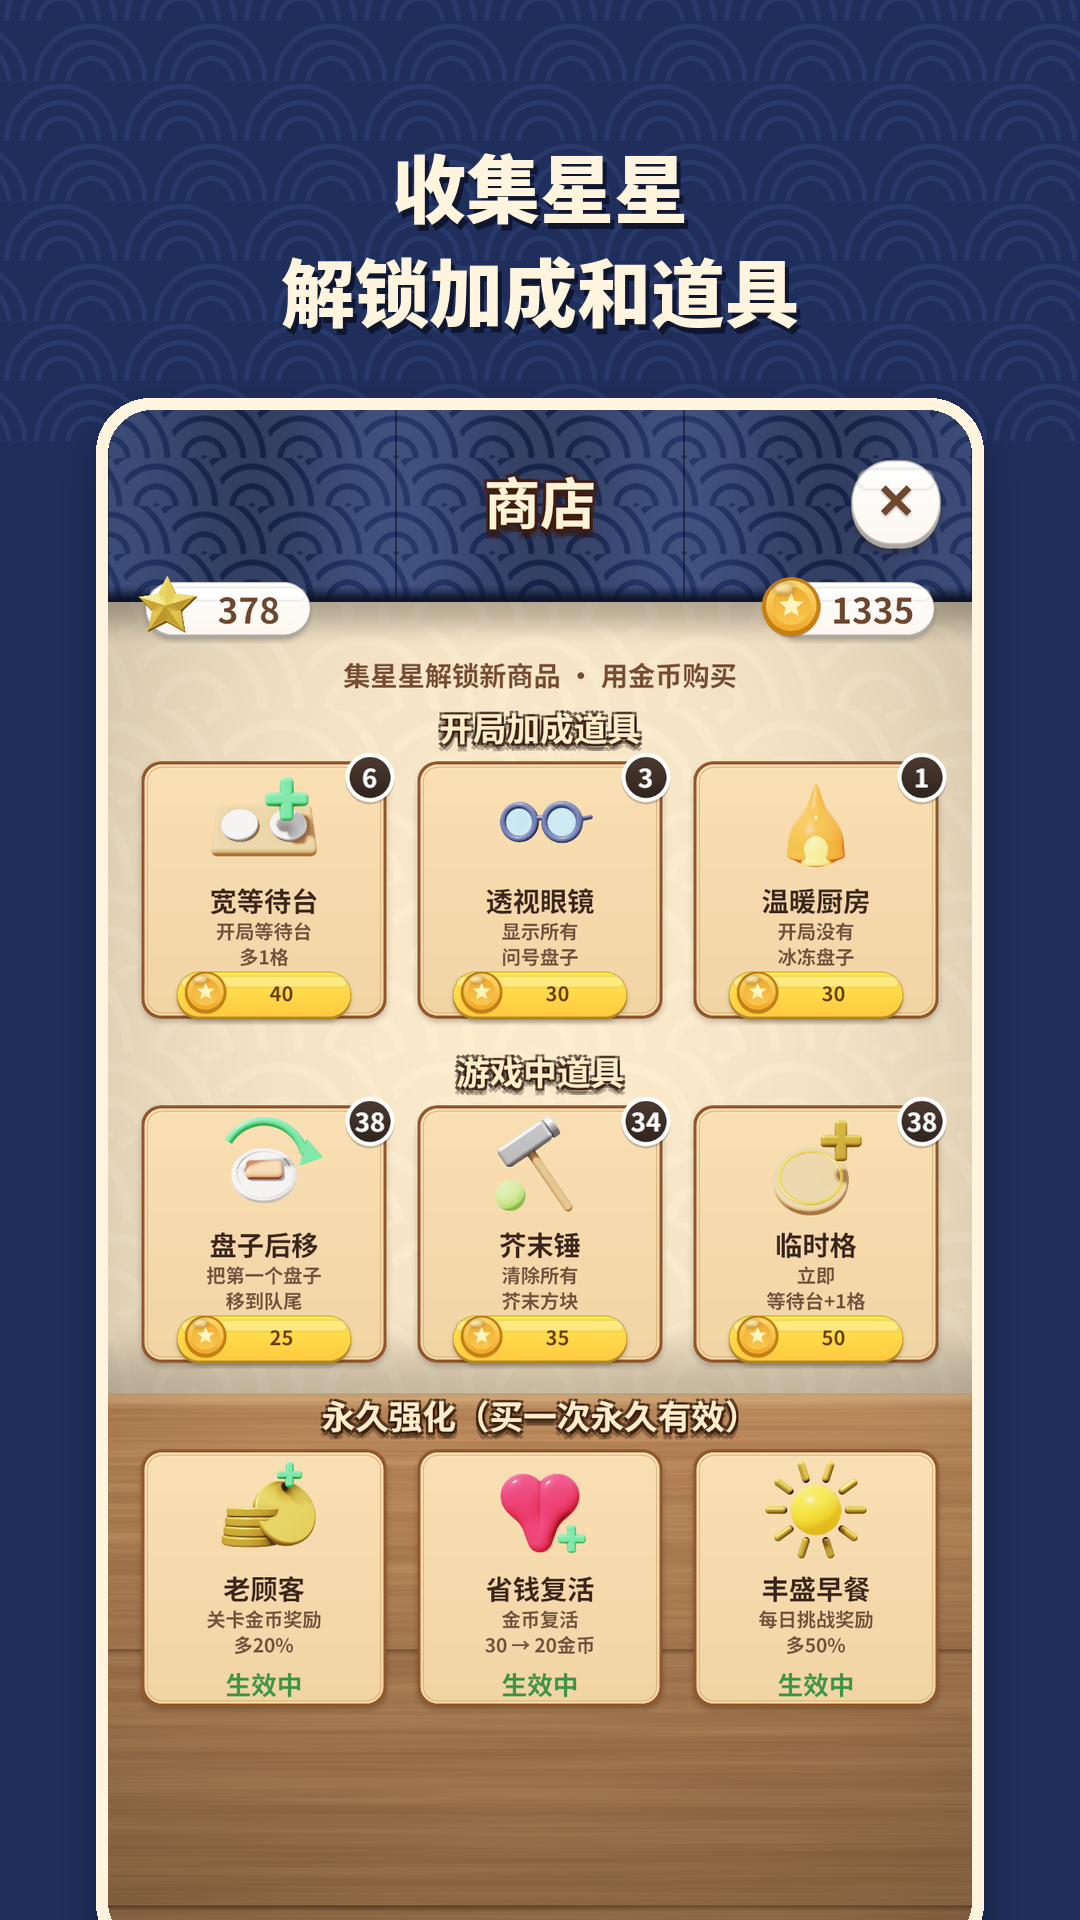 收集星星
解锁加成和道具
商店
378
1335
集星星解锁新商品 · 用金币购买
开局加成道具
6
宽等待台
开局等待台
多1格
40
3
透视眼镜
显示所有
问号盘子
30
1
温暖厨房
开局没有
冰冻盘子
30
游戏中道具
38
盘子后移
把第一个盘子
移到队尾
25
34
芥末锤
清除所有
芥末方块
35
38
临时格
立即
等待台+1格
50
永久强化（买一次永久有效）
老顾客
关卡金币奖励
多20%
生效中
省钱复活
金币复活
30→20金币
生效中
丰盛早餐
每日挑战奖励
多50%
生效中